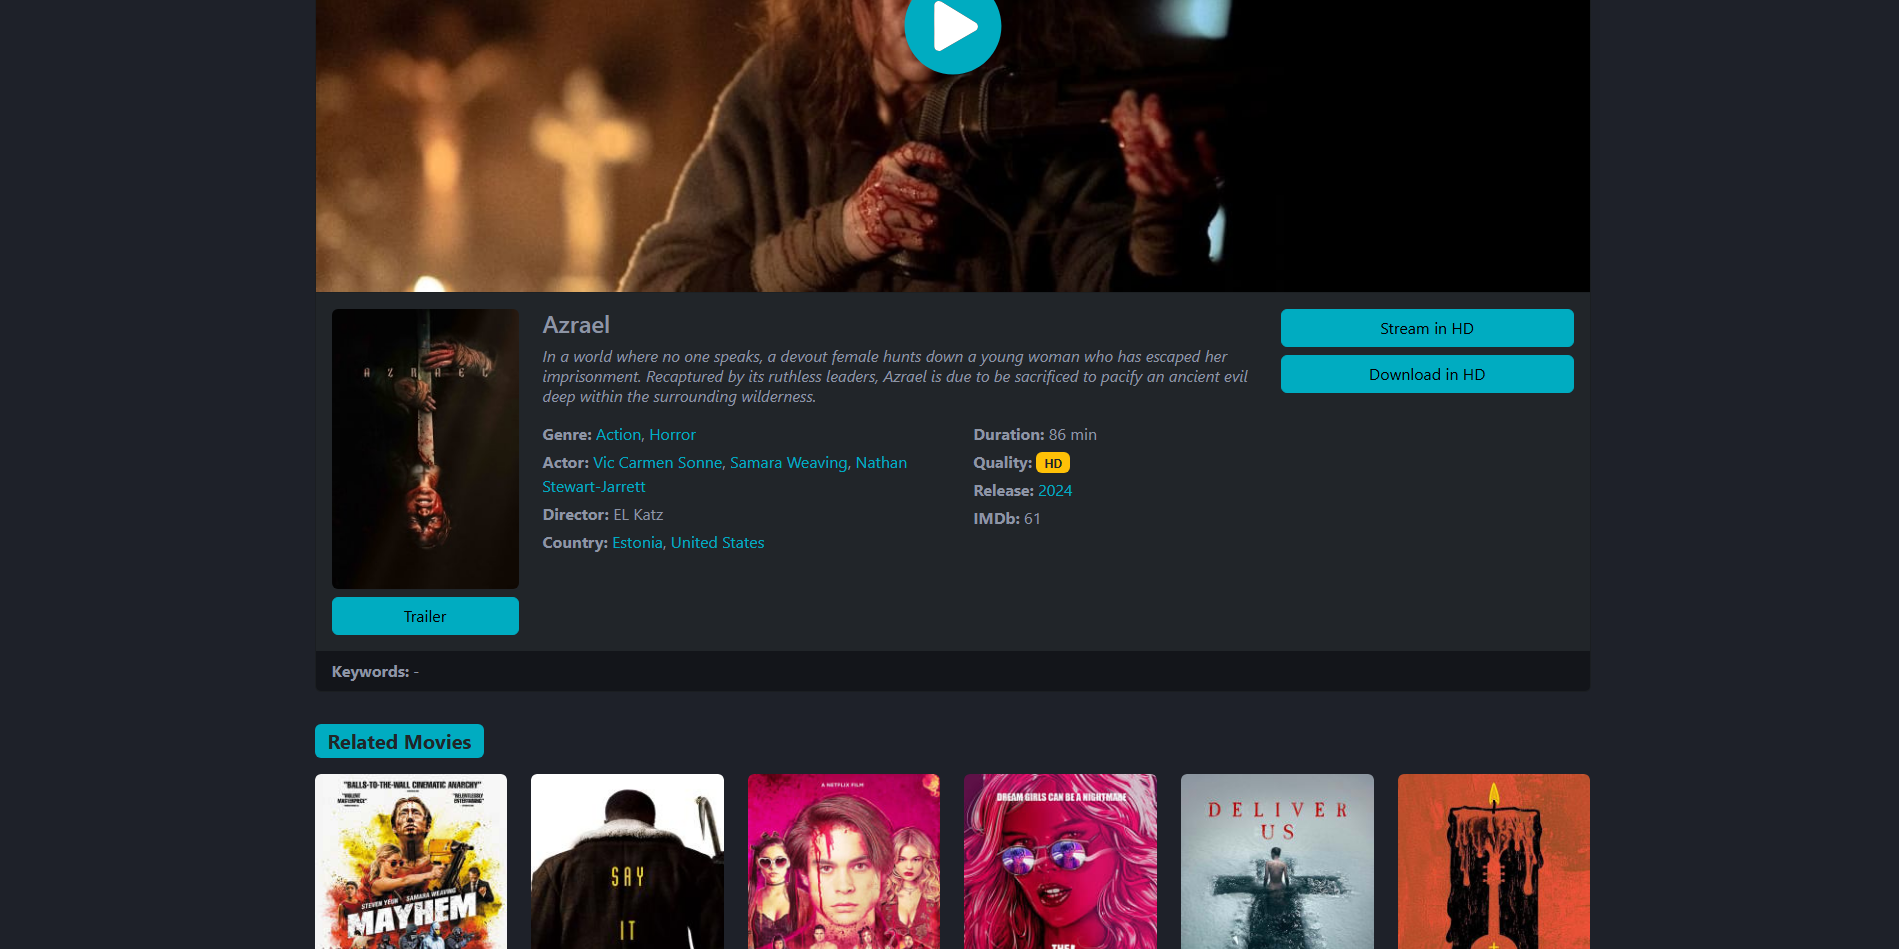 AZRAEL
Azrael
In a world where no one speaks, a devout female hunts down a young woman who has escaped her
imprisonment. Recaptured by its ruthless leaders, Azrael is due to be sacrificed to pacify an ancient evil
deep within the surrounding wilderness.
Genre: Action, Horror
Actor: Vic Carmen Sonne, Samara Weaving, Nathan
Stewart-Jarrett
Director: EL Katz
Country: Estonia, United States
Duration: 86 min
Quality: HD
Release: 2024
IMDb: 61
Stream in HD
Download in HD
Trailer
Keywords: -
Related Movies
"BALLS-TO-THE-WALL CINEMATIC ANARCHY"
"VIOLENT
MASTERPIECE"
"RELENTLESSLY
ENTERTAINING"
STEVEN YEUN SAMARA WEAVING
MAYHEM
SAY
IT
A NETFLIX FILM
DREAM GIRLS CAN BE A NIGHTMARE
DELIVER
US